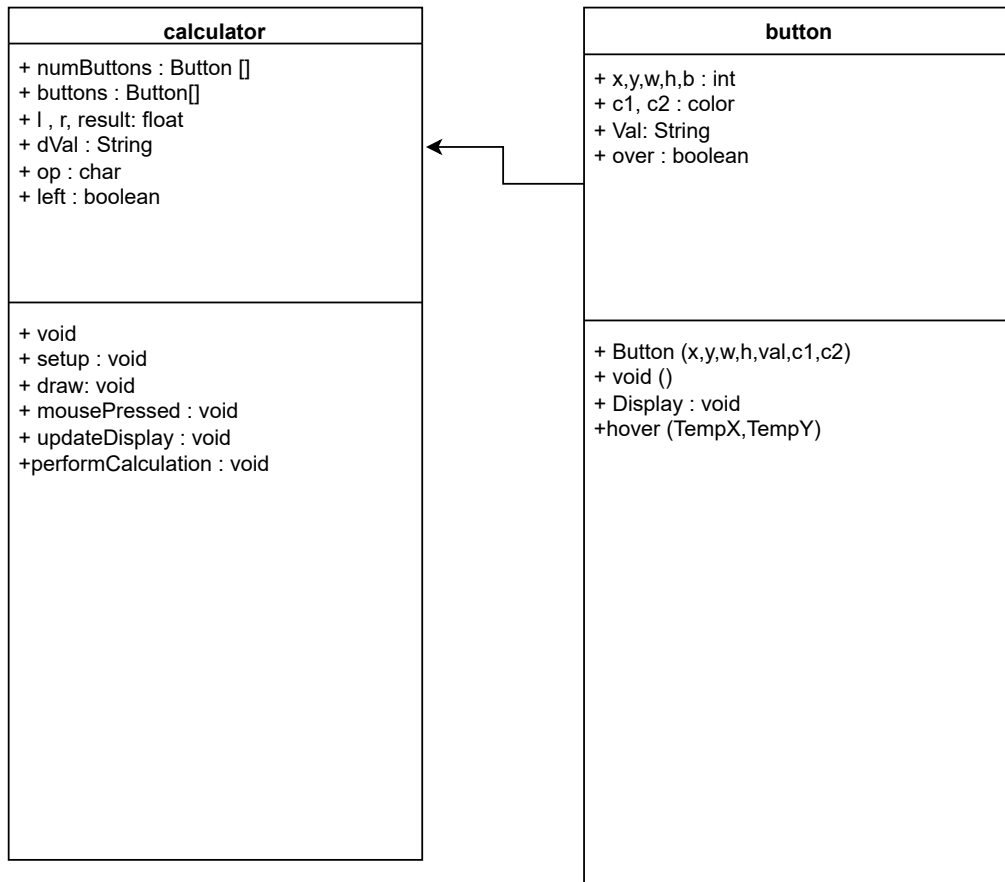 calculator
+ numButtons : Button []
+ buttons : Button[]
+ l , r, result: float
+ dVal : String
+ op : char
+ left : boolean
+ void
+ setup : void
+ draw: void
+ mousePressed : void
+ updateDisplay : void
+performCalculation : void
button
+ x,y,w,h,b : int
+ c1, c2 : color
+ Val: String
+ over : boolean
+ Button (x,y,w,h,val,c1,c2)
+ void ()
+ Display : void
+hover (TempX,TempY)